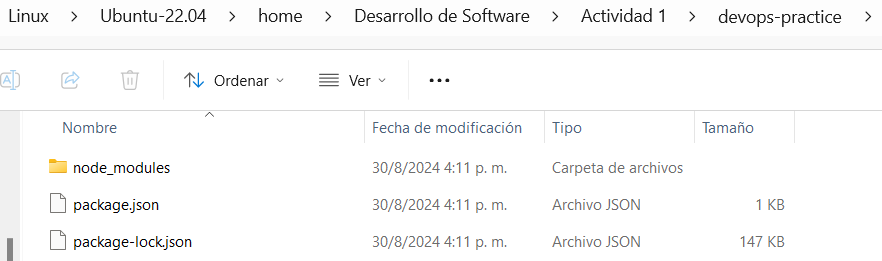 Linux > Ubuntu-22.04 > home > Desarrollo de Software > Actividad 1 > devops-practice >
Ordenar Ver
Nombre Fecha de modificación Tipo Tamaño
node_modules 30/8/2024 4:11 p. m. Carpeta de archivos
package.json 30/8/2024 4:11 p. m. Archivo JSON 1 KB
package-lock.json 30/8/2024 4:11 p. m. Archivo JSON 147 KB